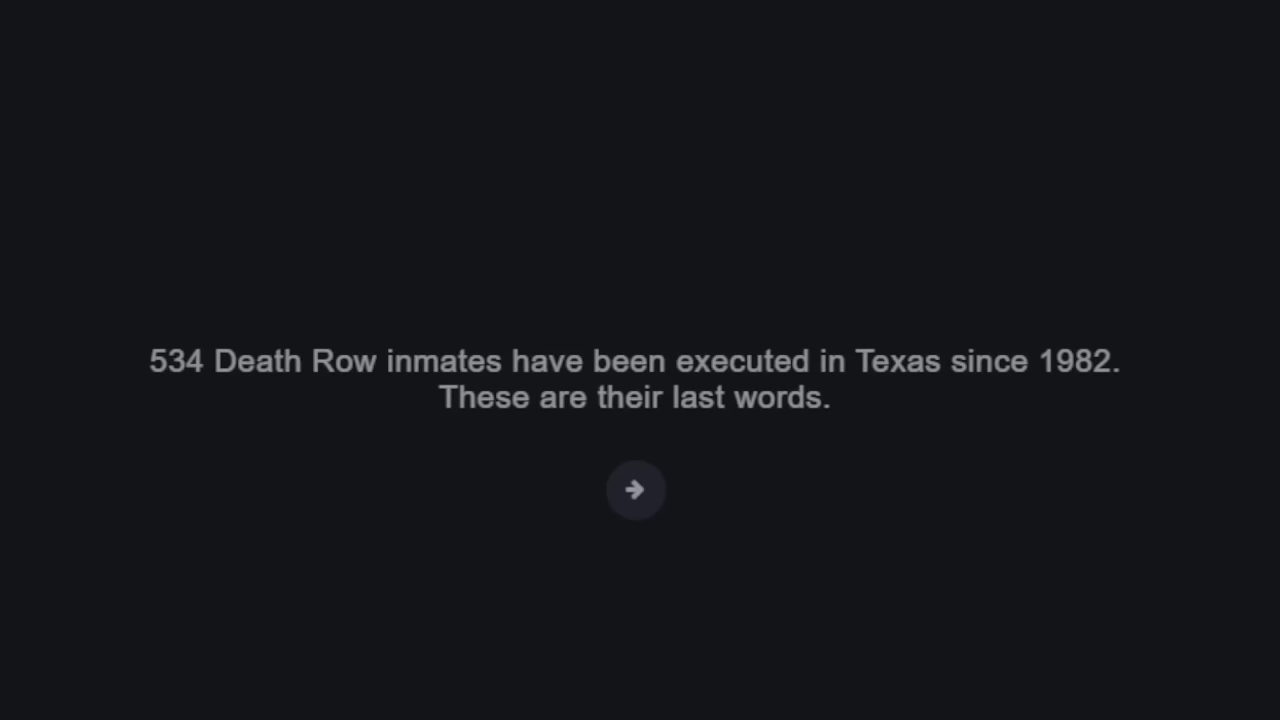 534 Death Row inmates have been executed in Texas since 1982.
These are their last words.